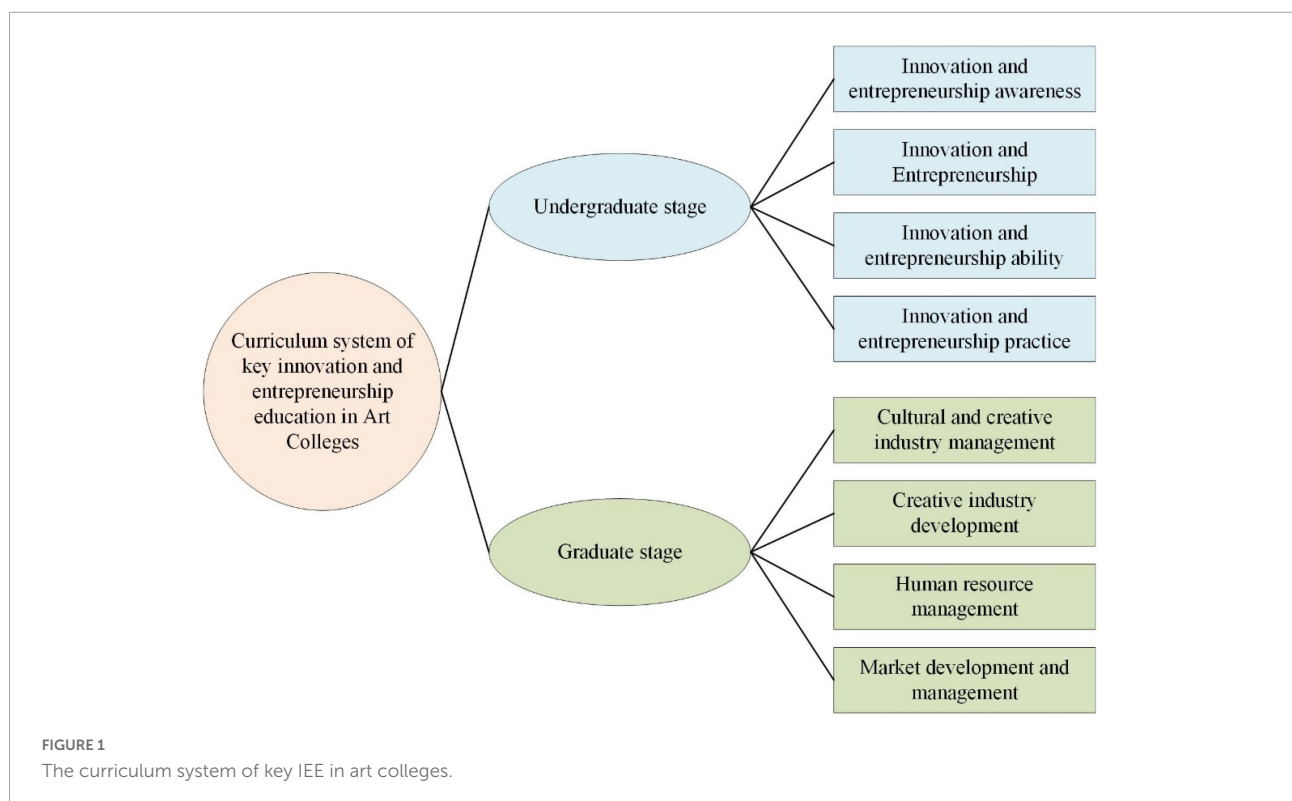 Curriculum system of
key innovation and
entrepreneurship
education in Art
Colleges
Undergraduate stage
Innovation and
entrepreneurship awareness
Innovation and
Entrepreneurship
Innovation and
entrepreneurship ability
Innovation and
entrepreneurship practice
Graduate stage
Cultural and creative
industry management
Creative industry
development
Human resource
management
Market development and
management
FIGURE 1
The curriculum system of key IEE in art colleges.